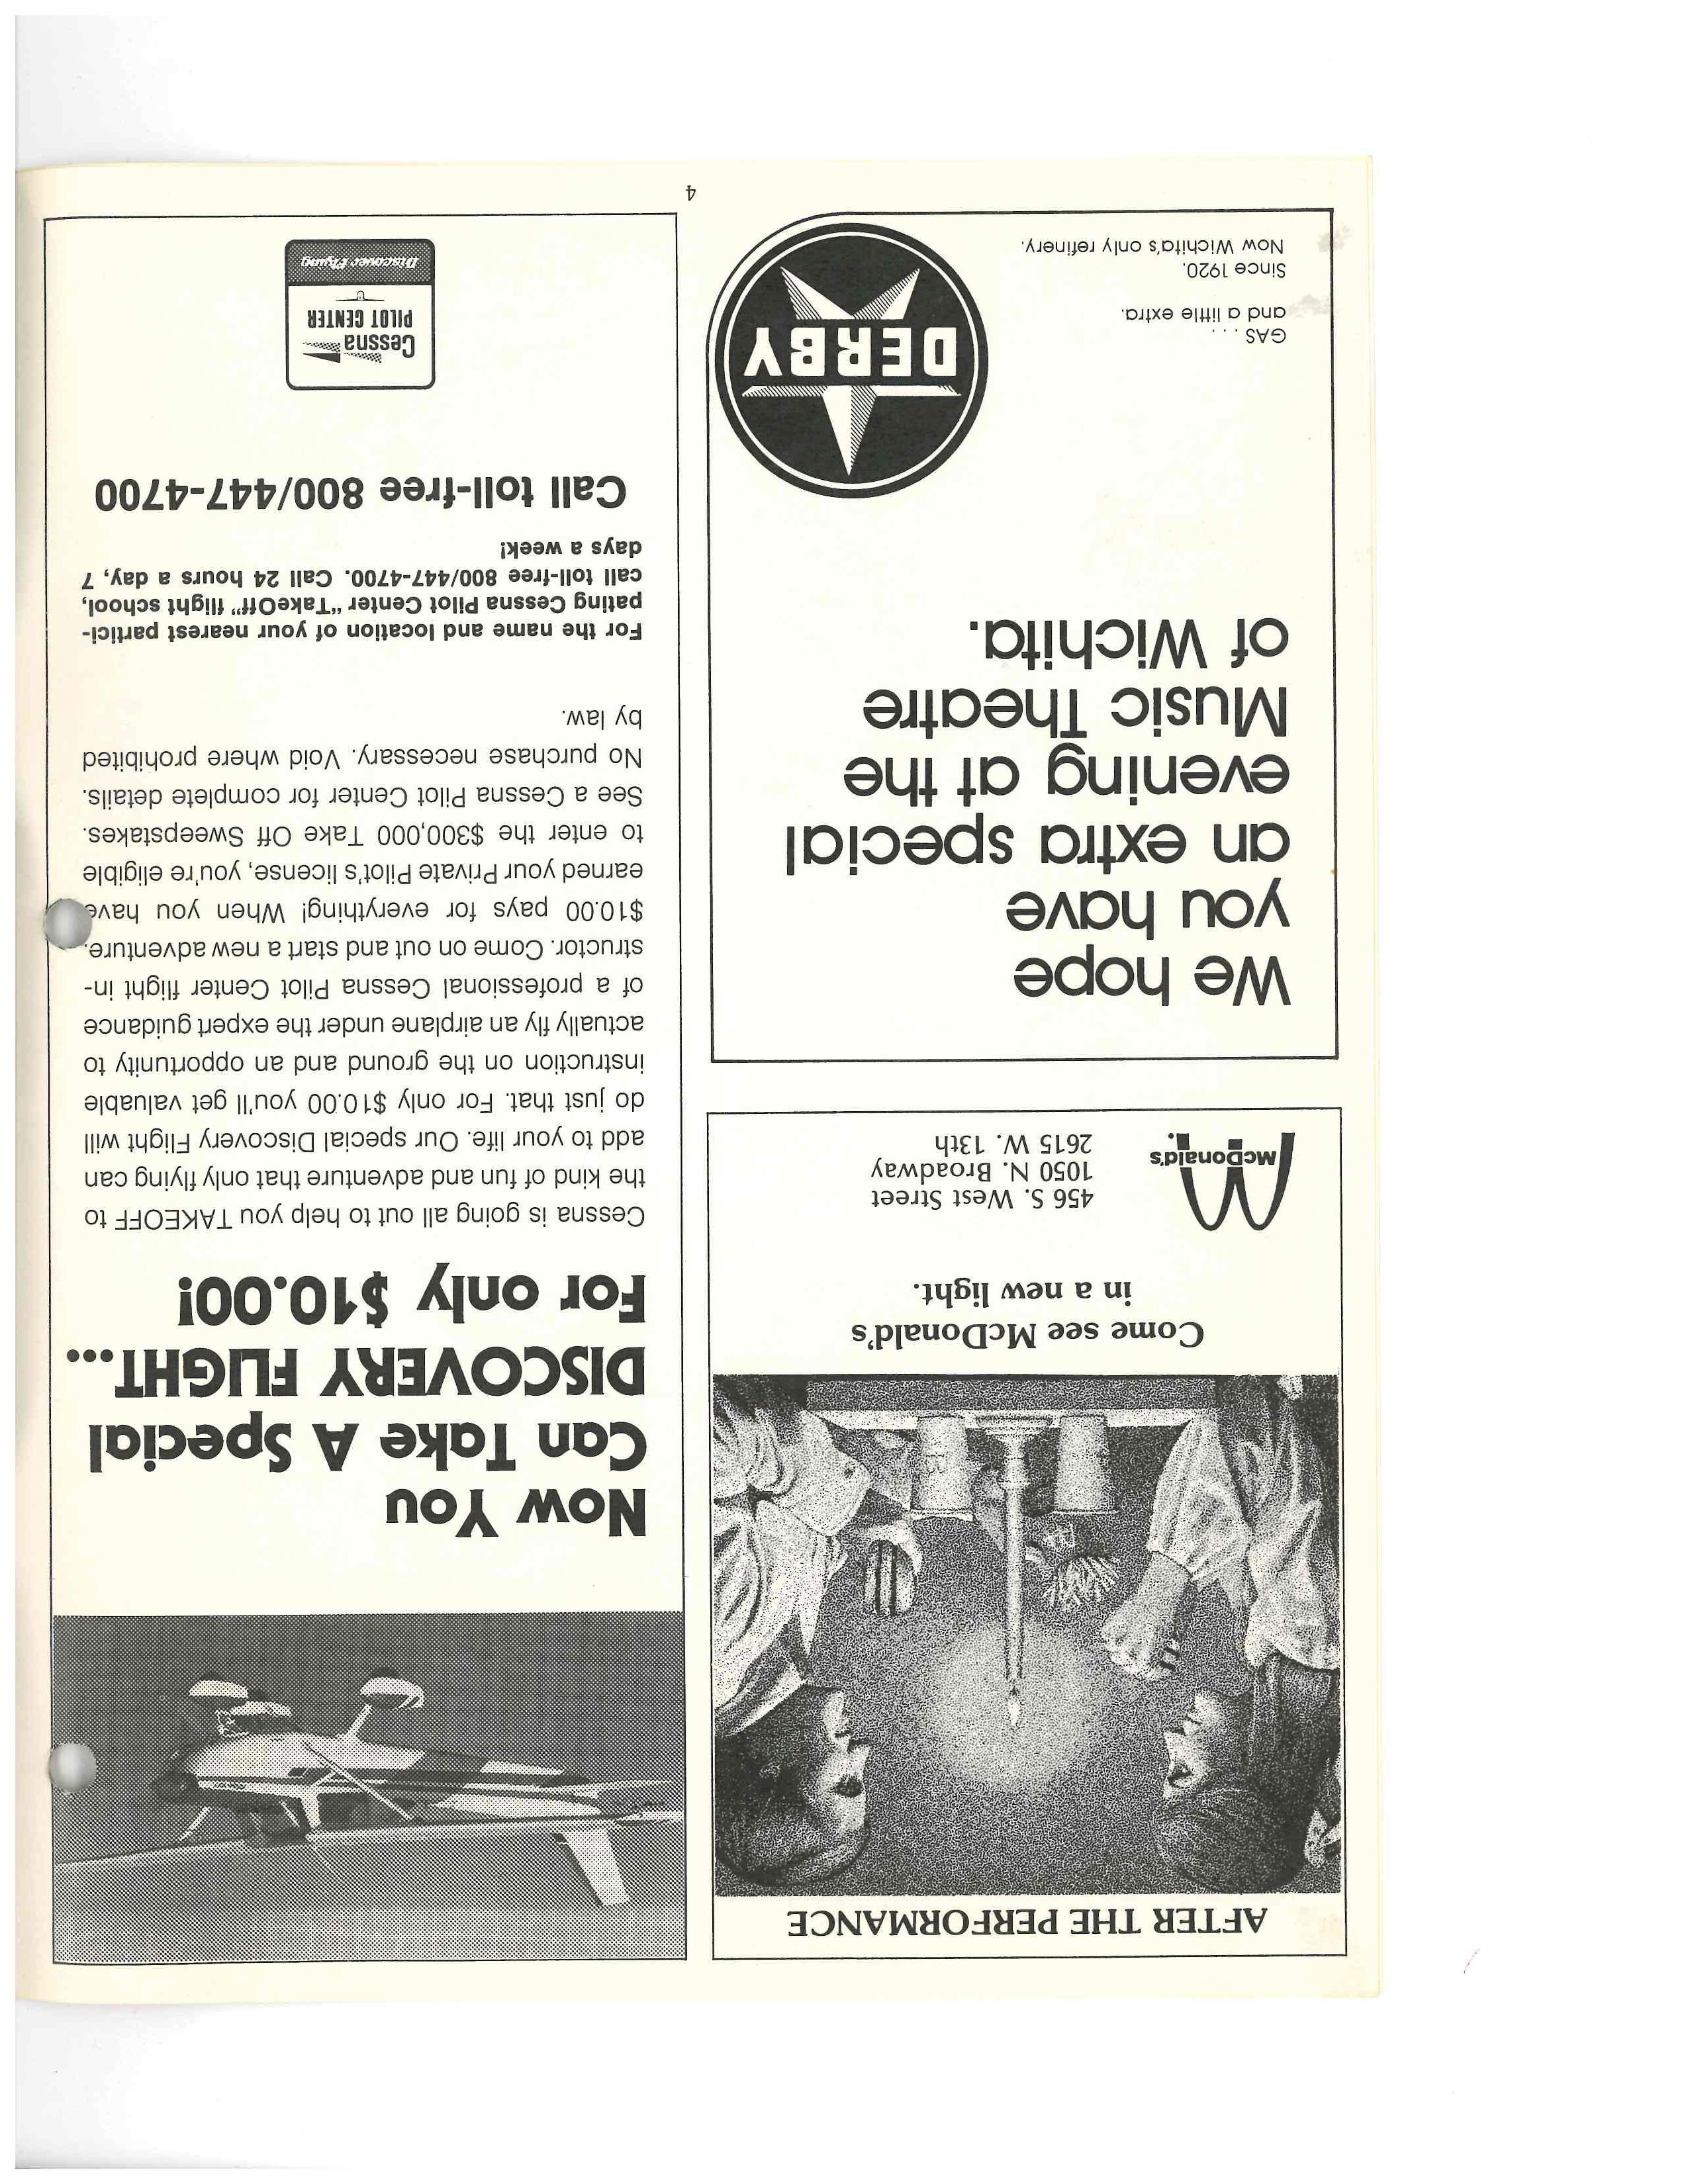 AFTER THE PERFORMANCE
Come see McDonald's
in a new light.
McDonald's
456 S. West Street
1050 N. Broadway
2615 W. 13th
We hope
you have
an extra special
evening at the
Music Theatre
of Wichita.
GAS . . .
and a little extra.
Since 1920.
Now Wichita's only refinery.
DERBY
Now You
Can Take A Special
DISCOVERY FLIGHT...
For only $10.00!
Cessna is going all out to help you TAKEOFF to
the kind of fun and adventure that only flying can
add to your life. Our special Discovery Flight will
do just that. For only $10.00 you'll get valuable
instruction on the ground and an opportunity to
actually fly an airplane under the expert guidance
of a professional Cessna Pilot Center flight in-
structor. Come on out and start a new adventure.
$10.00 pays for everything! When you have
earned your Private Pilot's license, you're eligible
to enter the $300,000 Take Off Sweepstakes.
See a Cessna Pilot Center for complete details.
No purchase necessary. Void where prohibited
by law.
For the name and location of your nearest partici-
pating Cessna Pilot Center "TakeOff" flight school,
call toll-free 800/447-4700. Call 24 hours a day, 7
days a week!
Call toll-free 800/447-4700
Cessna
PILOT CENTER
Discover Flying
4